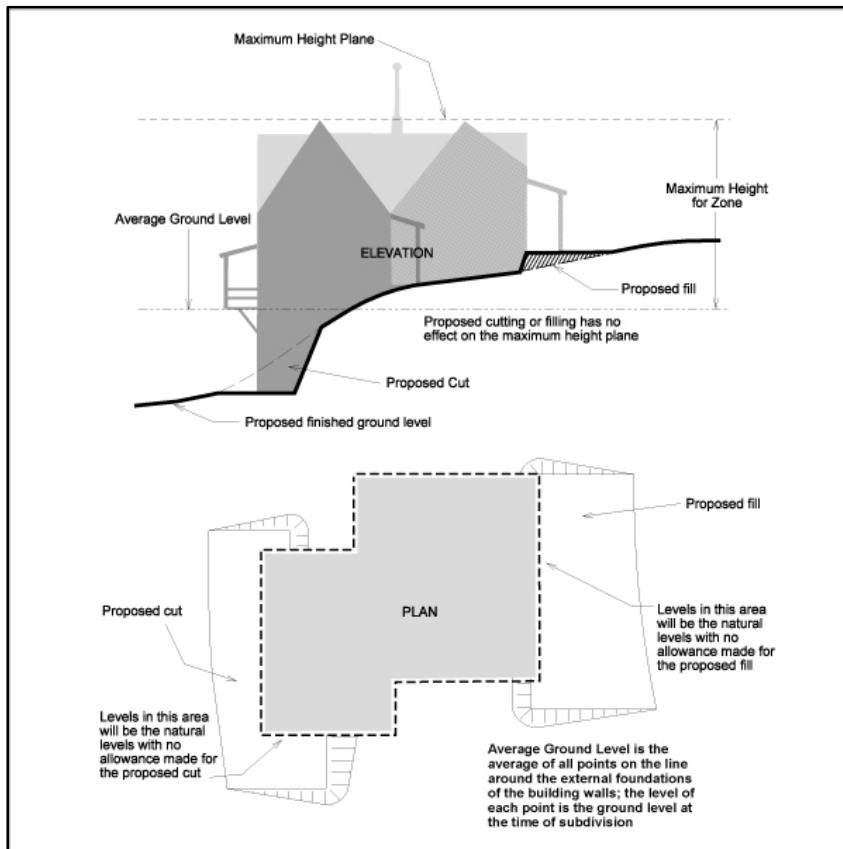 Maximum Height Plane
Maximum Height
for Zone
Average Ground Level
ELEVATION
Proposed fill
Proposed cutting or filling has no
effect on the maximum height plane
Proposed Cut
Proposed finished ground level
Proposed fill
Proposed cut
PLAN
Levels in this area
will be the natural
levels with no
allowance made for
the proposed fill
Levels in this area
will be the natural
levels with no
allowance made for
the proposed cut
Average Ground Level is the
average of all points on the line
around the external foundations
of the building walls; the level of
each point is the ground level at
the time of subdivision